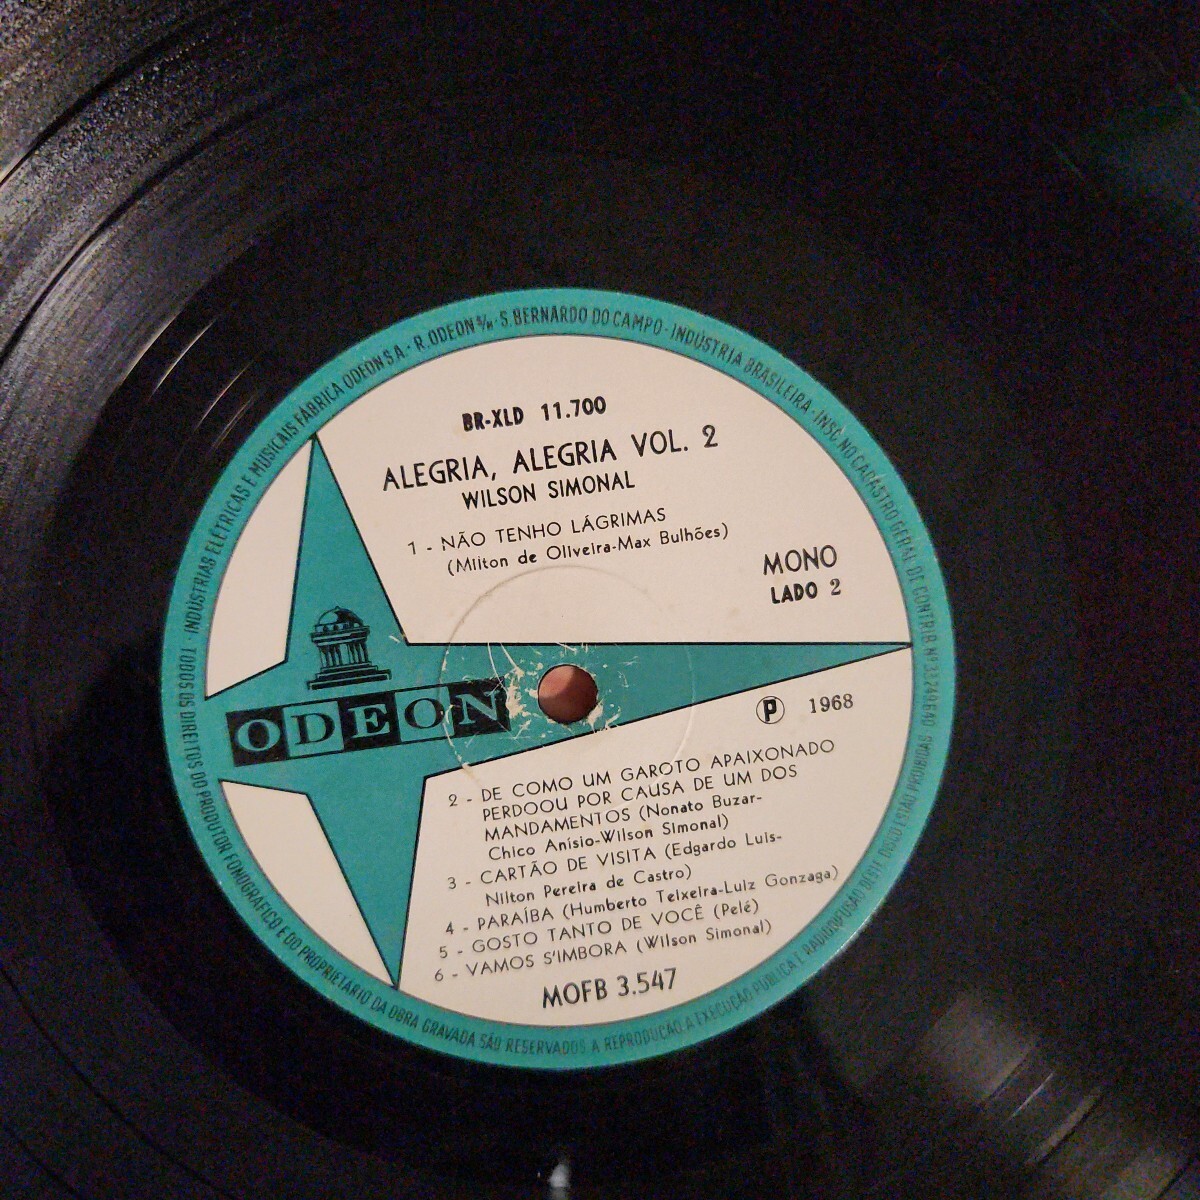 BR-XLD 11.700
ALEGRIA, ALEGRIA VOL. 2
WILSON SIMONAL
1 - NÃO TENHO LÁGRIMAS
(Milton de Oliveira-Max Bulhões)
MONO
LADO 2
ODEON
P 1968
2 - DE COMO UM GAROTO APAIXONADO
PERDOOU POR CAUSA DE UM DOS
MANDAMENTOS (Nonato Buzar-
Chico Anísio-Wilson Simonal)
3 - CARTÃO DE VISITA (Edgardo Luis-
Nilton Pereira de Castro)
4 - PARAÍBA (Humberto Teixeira-Luiz Gonzaga)
5 - GOSTO TANTO DE VOCÊ (Pelé)
6 - VAMOS S'IMBORA (Wilson Simonal)
MOFB 3.547
TODOS OS DIREITOS DO PRODUTOR FONOGRÁFICO E DO PROPRIETÁRIO DA OBRA GRAVADA SÃO RESERVADOS A REPRODUÇÃO A EXECUÇÃO PÚBLICA E RADIODIFUSÃO DESTE DISCO ESTÃO PROIBIDAS
INDÚSTRIAS ELÉTRICAS E MUSICAIS FÁBRICA ODEON S.A. · R. ODEON S/N · S. BERNARDO DO CAMPO · INDÚSTRIA BRASILEIRA · INSC. NO CADASTRO GERAL DE CONTRIB. Nº